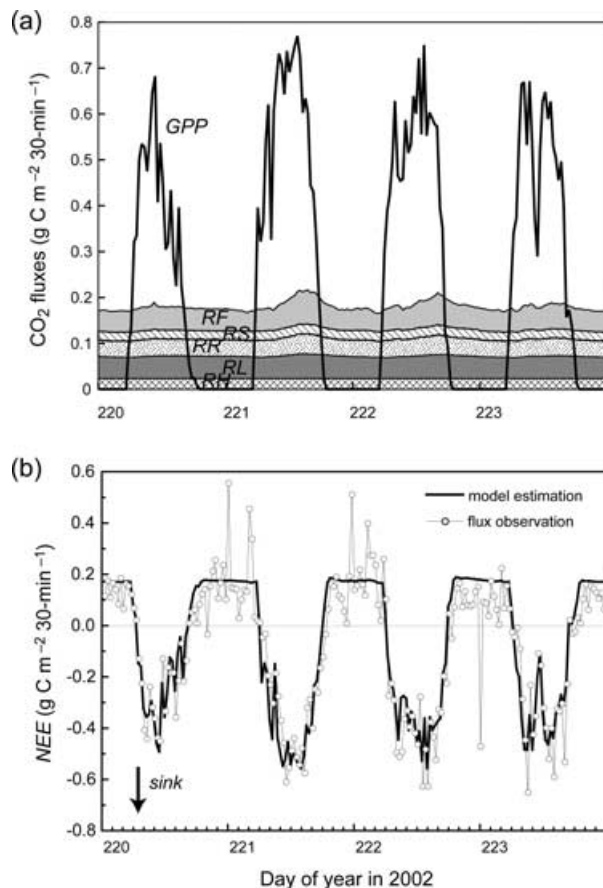 (a)
0.8
0.7
0.6
0.5
0.4
0.3
0.2
0.1
0
CO₂ fluxes (g C m⁻² 30-min⁻¹)
GPP
RF
RS
RR
RL
RH
220 221 222 223
(b)
0.6
0.4
0.2
0.0
-0.2
-0.4
-0.6
-0.8
NEE (g C m⁻² 30-min⁻¹)
model estimation
flux observation
sink
220 221 222 223
Day of year in 2002